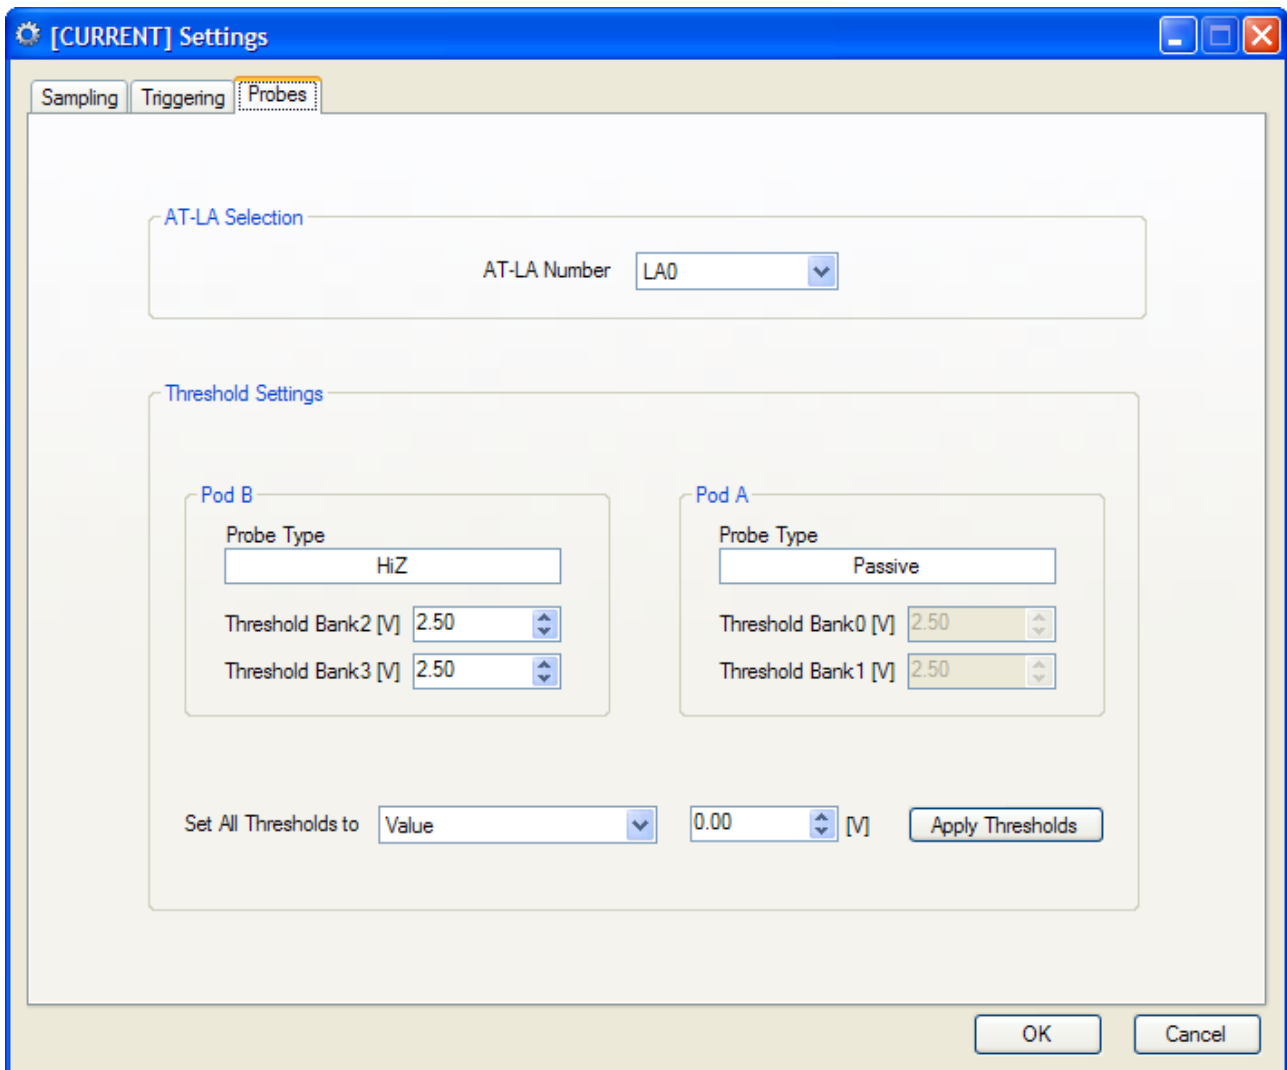 [CURRENT] Settings
Sampling Triggering Probes
AT-LA Selection
AT-LA Number LA0
Threshold Settings
Pod B
Probe Type
HiZ
Threshold Bank2 [V] 2.50
Threshold Bank3 [V] 2.50
Pod A
Probe Type
Passive
Threshold Bank0 [V] 2.50
Threshold Bank1 [V] 2.50
Set All Thresholds to Value 0.00 [V] Apply Thresholds
OK Cancel